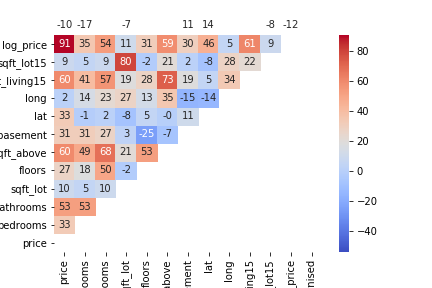 -10 -17 -7 11 14 -8 -12
log_price 91 35 54 11 31 59 30 46 5 61 9
sqft_lot15 9 5 9 80 -2 21 2 -8 28 22
t_living15 60 41 57 19 28 73 19 5 34
long 2 14 23 27 13 35 -15 -14
lat 33 -1 2 -8 5 -0 11
basement 31 31 27 3 -25 -7
qft_above 60 49 68 21 53
floors 27 18 50 -2
sqft_lot 10 5 10
athrooms 53 53
bedrooms 33
price
price
ooms
ooms
ft_lot
floors
above
ement
lat
long
ing15
lot15
_price
nised
80
60
40
20
0
−20
−40